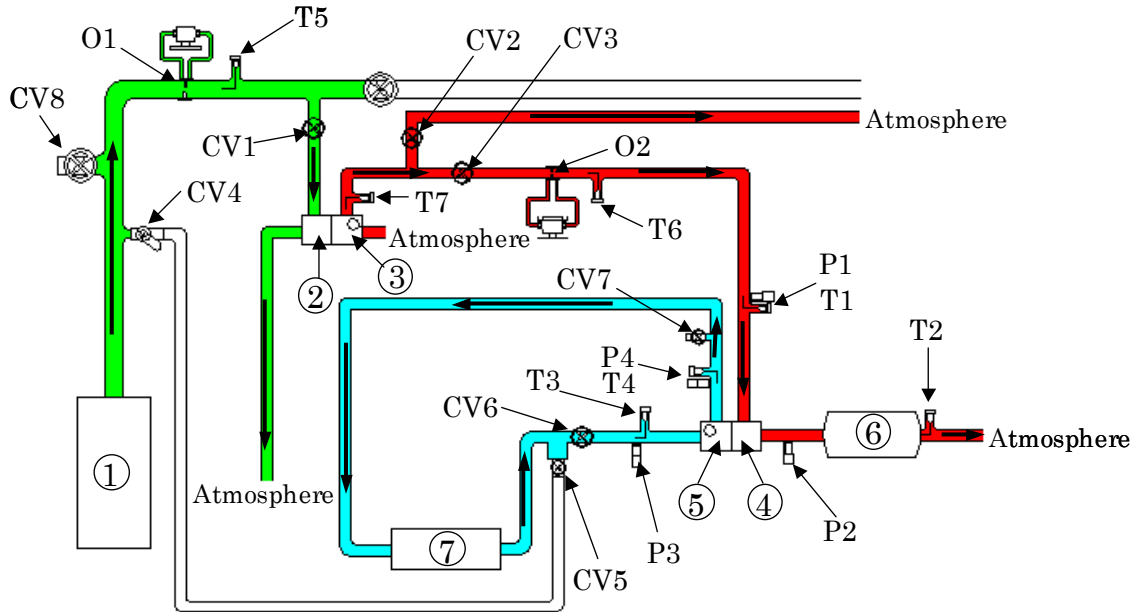 T5
O1
CV2
CV3
CV8
CV1
Atmosphere
O2
CV4
T7
T6
Atmosphere
②
③
CV7
P1
T1
P4
T4
T3
T2
CV6
①
⑥
Atmosphere
Atmosphere
⑤
④
⑦
CV5
P3
P2